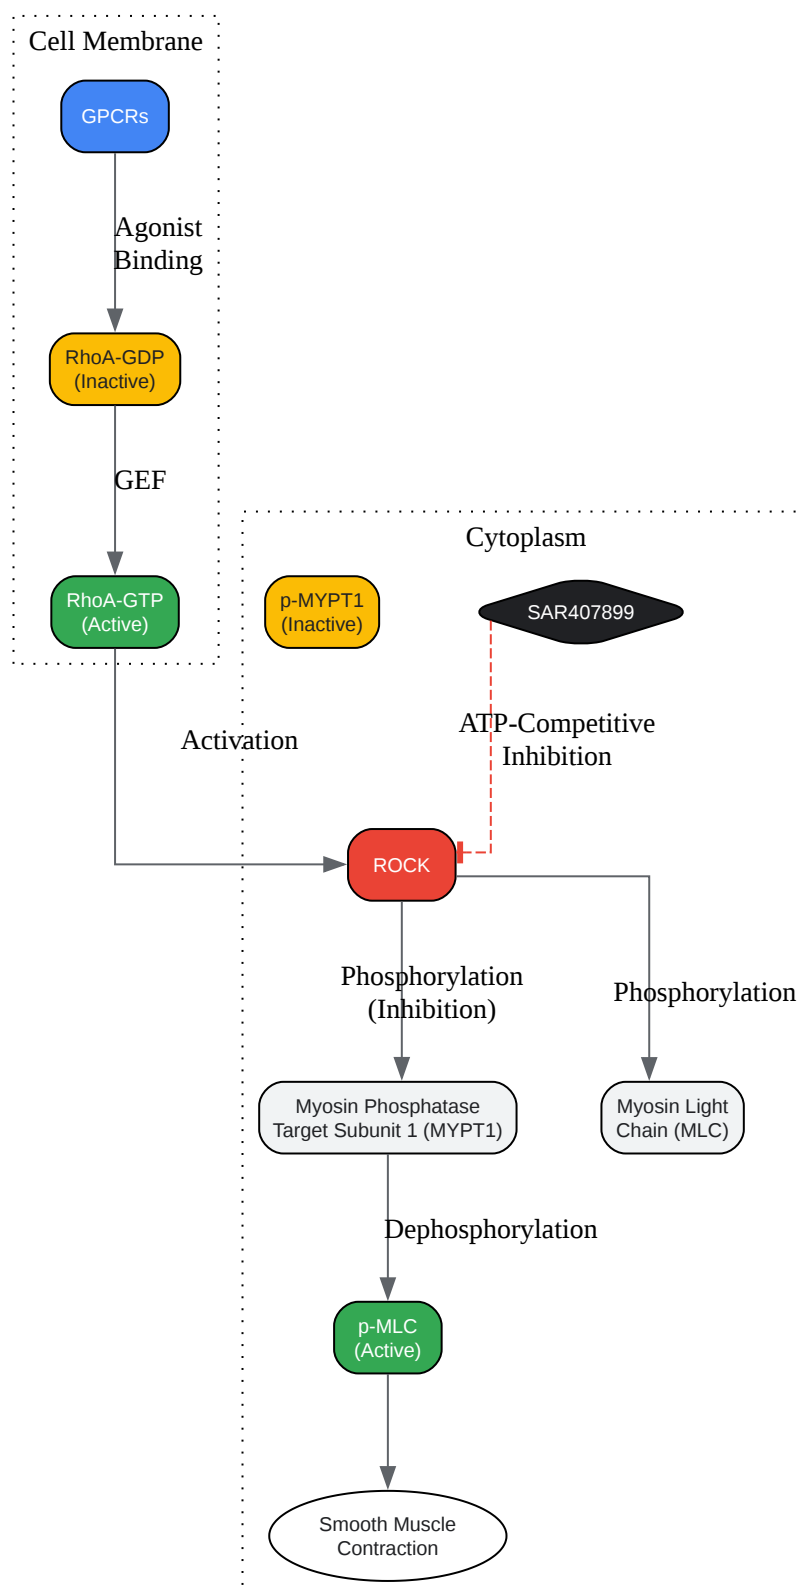 Cell Membrane
GPCRs
Agonist
Binding
RhoA-GDP
(Inactive)
GEF
RhoA-GTP
(Active)
Cytoplasm
p-MYPT1
(Inactive)
SAR407899
Activation
ATP-Competitive
Inhibition
ROCK
Phosphorylation
(Inhibition)
Phosphorylation
Myosin Phosphatase
Target Subunit 1 (MYPT1)
Myosin Light
Chain (MLC)
Dephosphorylation
p-MLC
(Active)
Smooth Muscle
Contraction